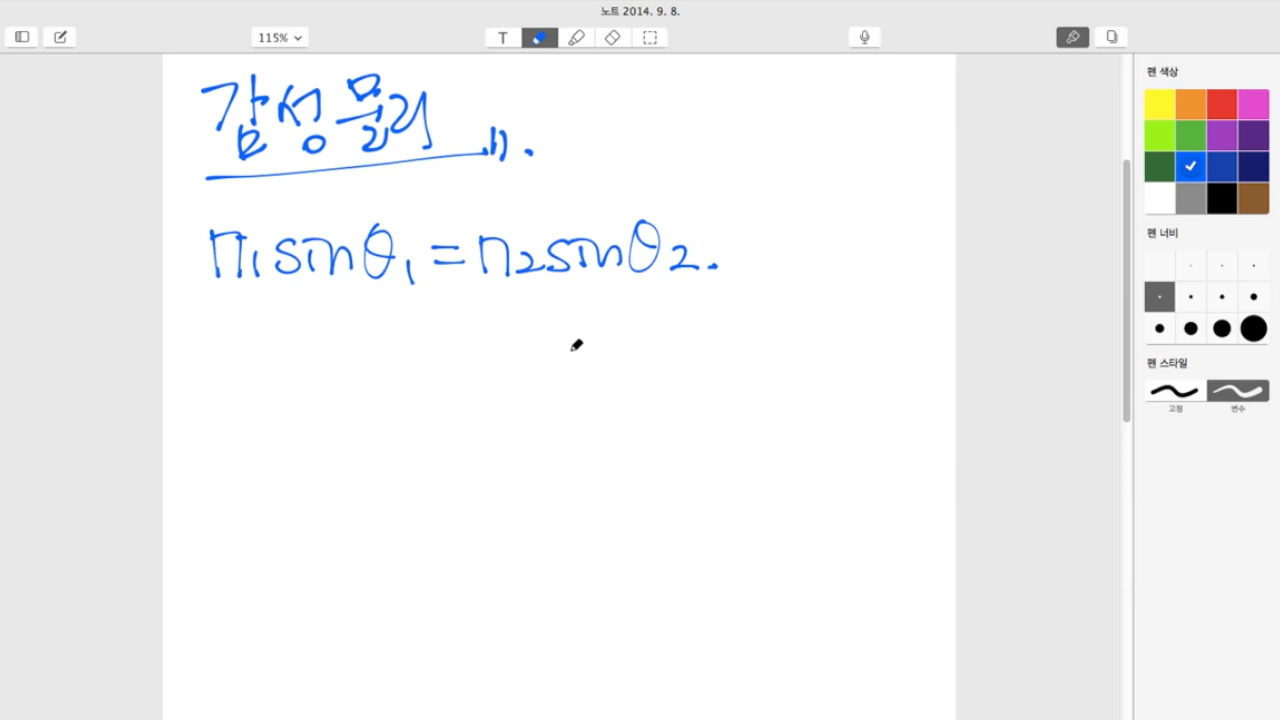 노트 2014. 9. 8.
115%
T
펜 색상
감성물리
n₁sinθ₁ = n₂sinθ₂.
펜 너비
펜 스타일
고정
변수